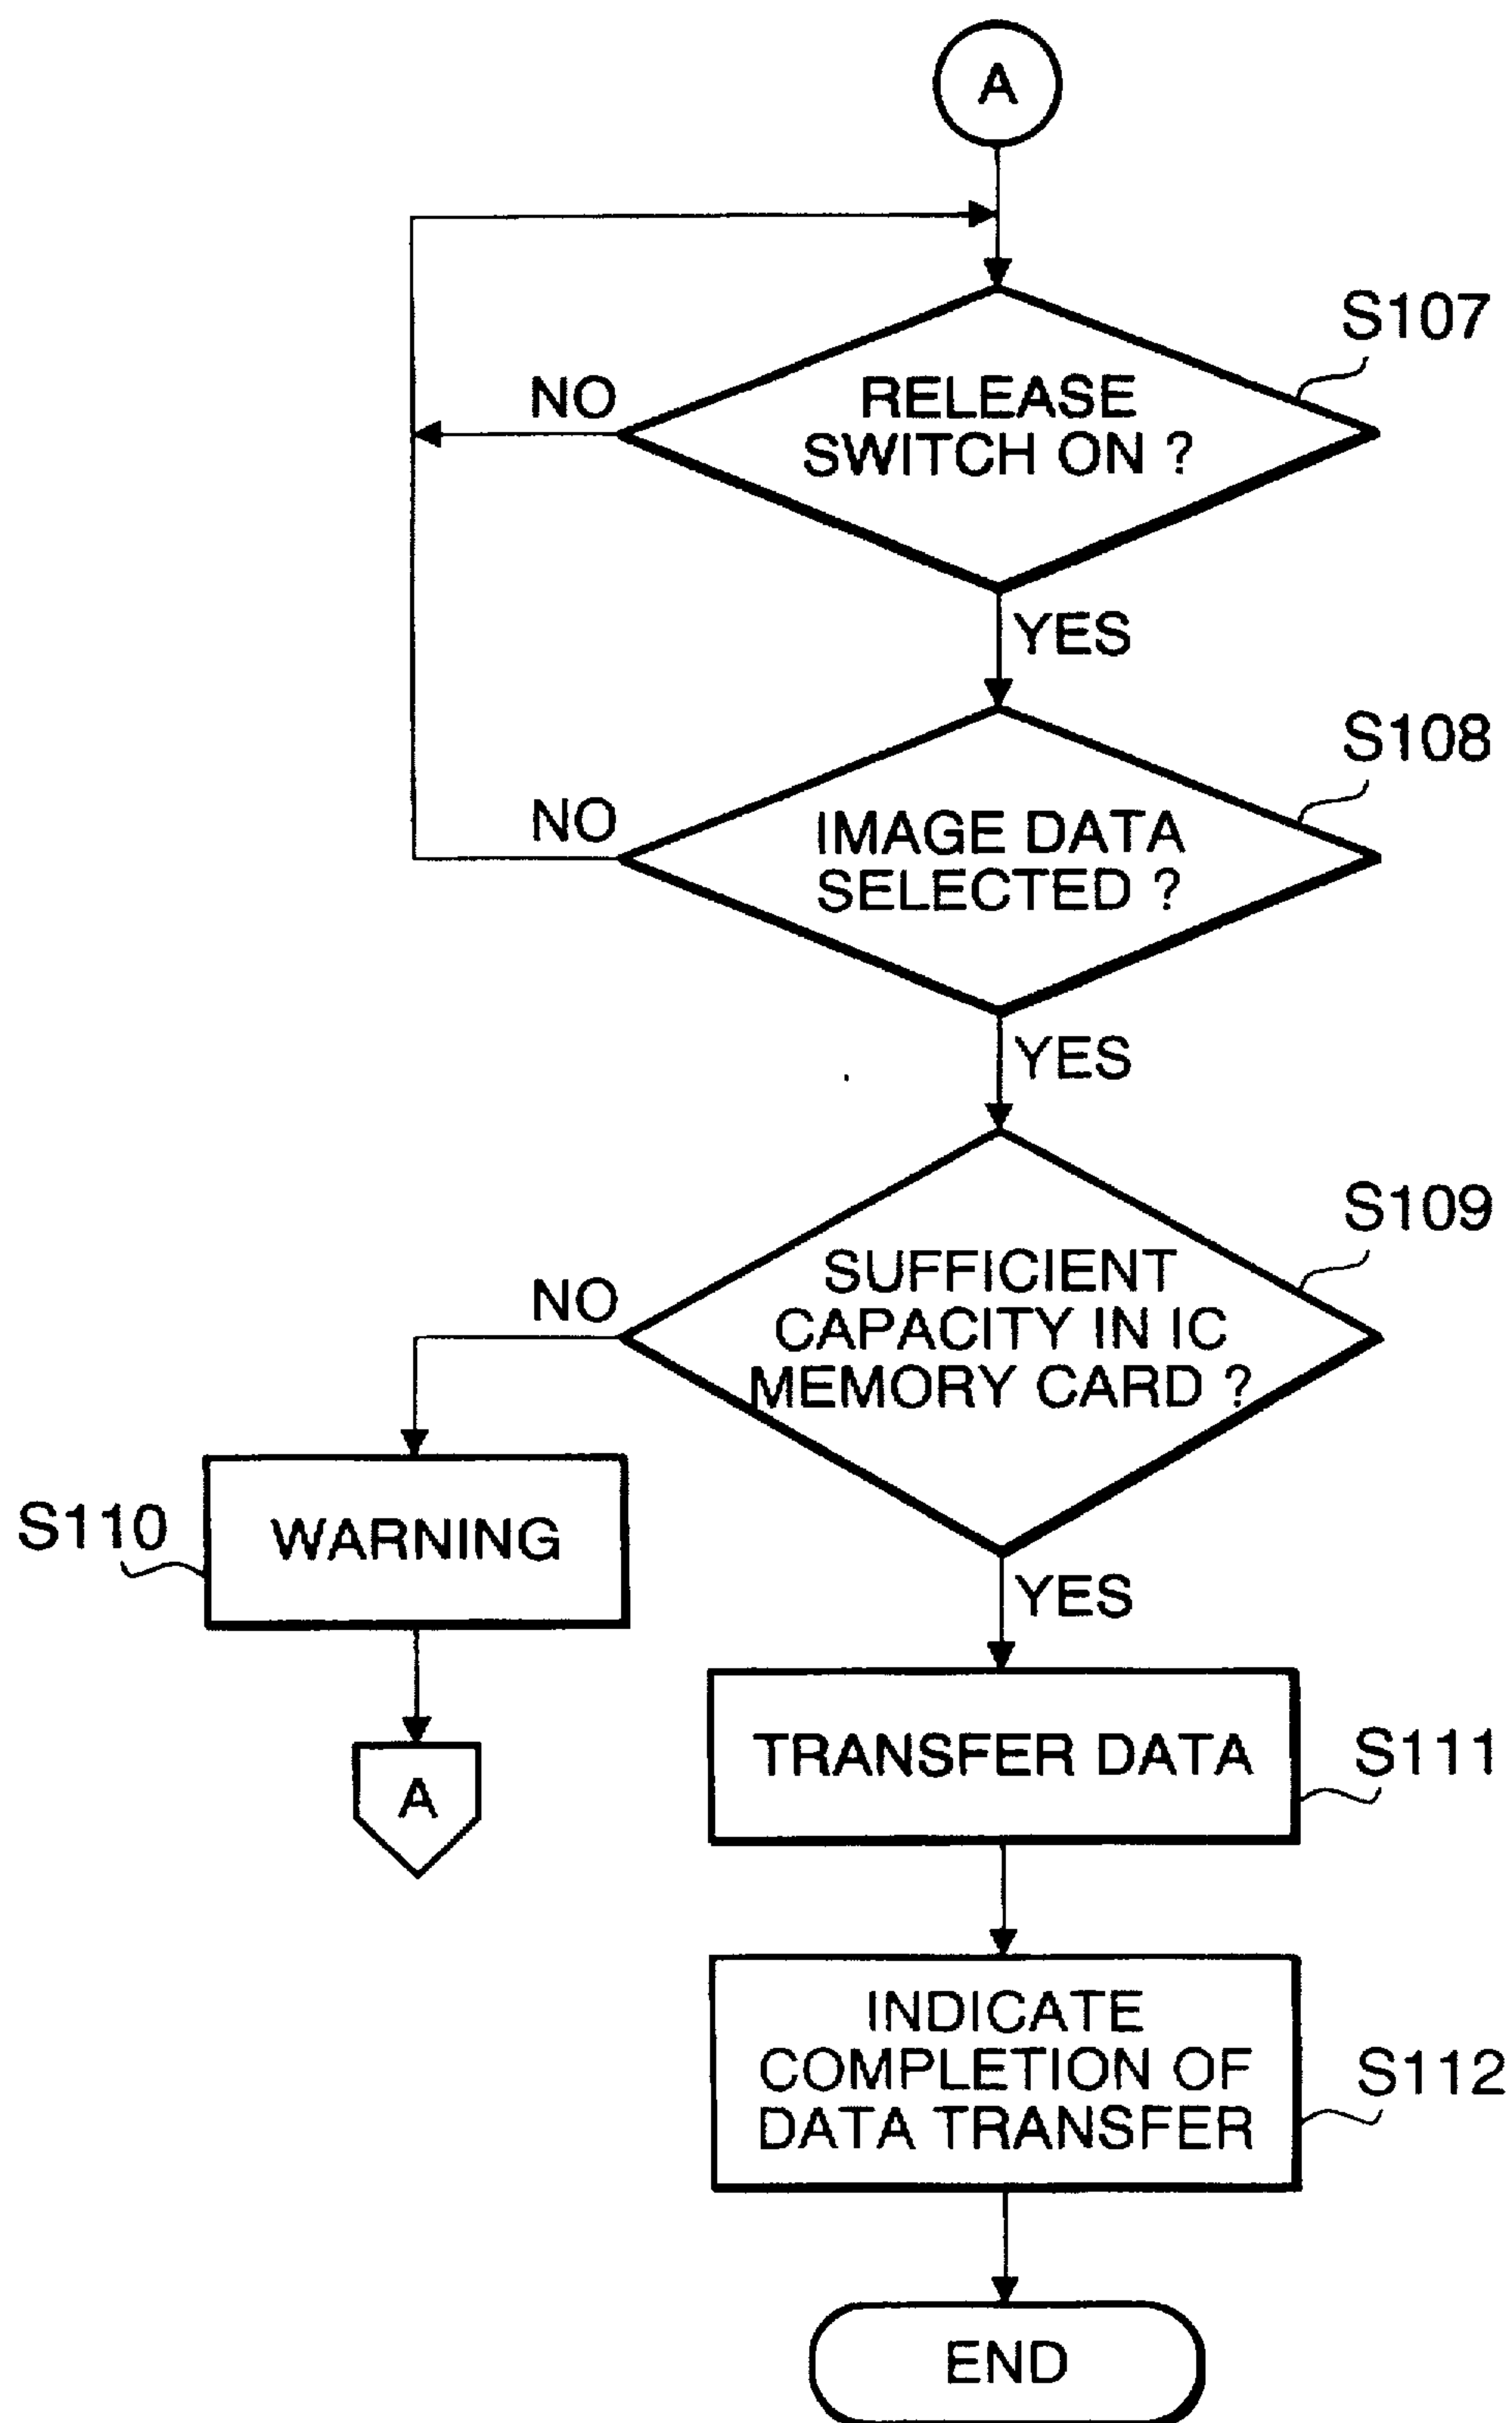 A
S107
RELEASE
SWITCH ON ?
NO
YES
S108
IMAGE DATA
SELECTED ?
NO
YES
S109
SUFFICIENT
CAPACITY IN IC
MEMORY CARD ?
NO
YES
S110
WARNING
A
TRANSFER DATA
S111
INDICATE
COMPLETION OF
DATA TRANSFER
S112
END